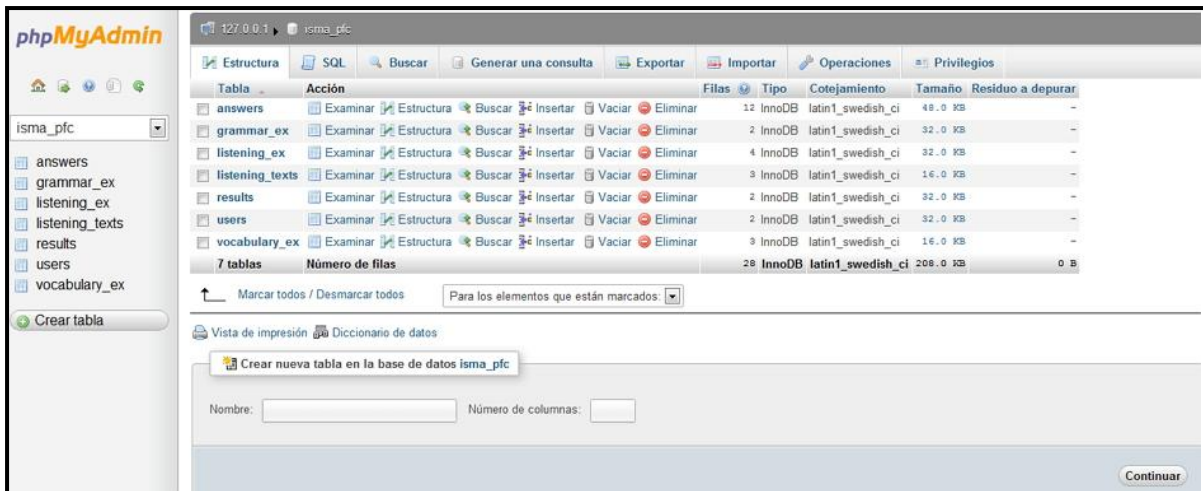 phpMyAdmin
isma_pfc
answers
grammar_ex
listening_ex
listening_texts
results
users
vocabulary_ex
Crear tabla
127.0.0.1 isma_pfc
Estructura SQL Buscar Generar una consulta Exportar Importar Operaciones Privilegios
Tabla Acción Filas Tipo Cotejamiento Tamaño Residuo a depurar
answers Examinar Estructura Buscar Insertar Vaciar Eliminar 12 InnoDB latin1_swedish_ci 48.0 KB -
grammar_ex Examinar Estructura Buscar Insertar Vaciar Eliminar 2 InnoDB latin1_swedish_ci 32.0 KB -
listening_ex Examinar Estructura Buscar Insertar Vaciar Eliminar 4 InnoDB latin1_swedish_ci 32.0 KB -
listening_texts Examinar Estructura Buscar Insertar Vaciar Eliminar 3 InnoDB latin1_swedish_ci 16.0 KB -
results Examinar Estructura Buscar Insertar Vaciar Eliminar 2 InnoDB latin1_swedish_ci 32.0 KB -
users Examinar Estructura Buscar Insertar Vaciar Eliminar 2 InnoDB latin1_swedish_ci 32.0 KB -
vocabulary_ex Examinar Estructura Buscar Insertar Vaciar Eliminar 3 InnoDB latin1_swedish_ci 16.0 KB -
7 tablas Número de filas 28 InnoDB latin1_swedish_ci 208.0 KB 0 B
Marcar todos / Desmarcar todos Para los elementos que están marcados:
Vista de impresión Diccionario de datos
Crear nueva tabla en la base de datos isma_pfc
Nombre: Número de columnas:
Continuar